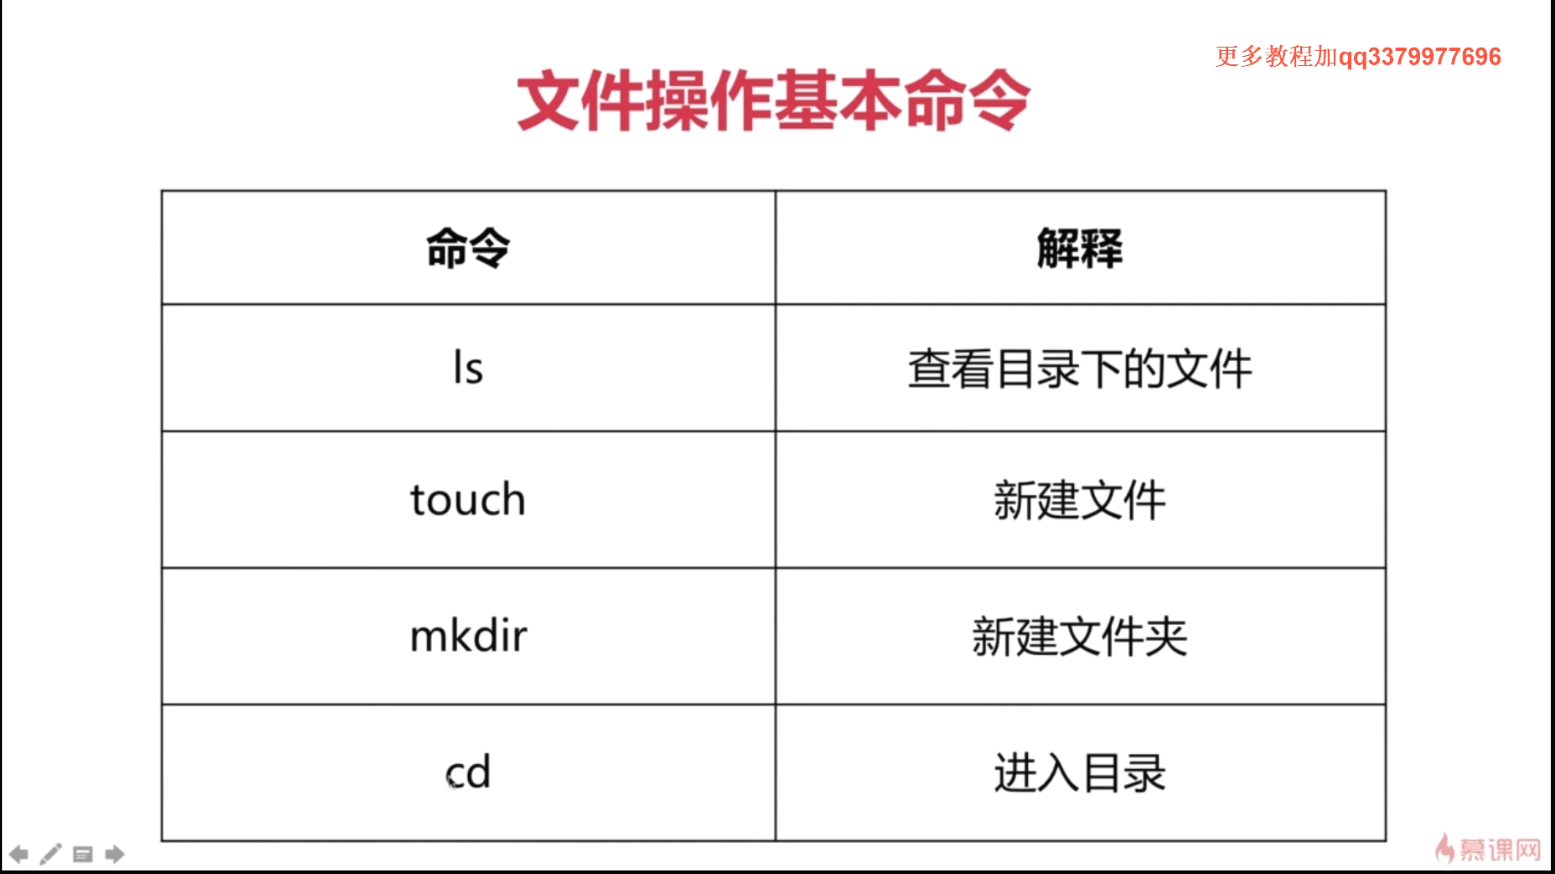 更多教程加qq3379977696
文件操作基本命令
命令 解释
ls 查看目录下的文件
touch 新建文件
mkdir 新建文件夹
cd 进入目录
慕课网